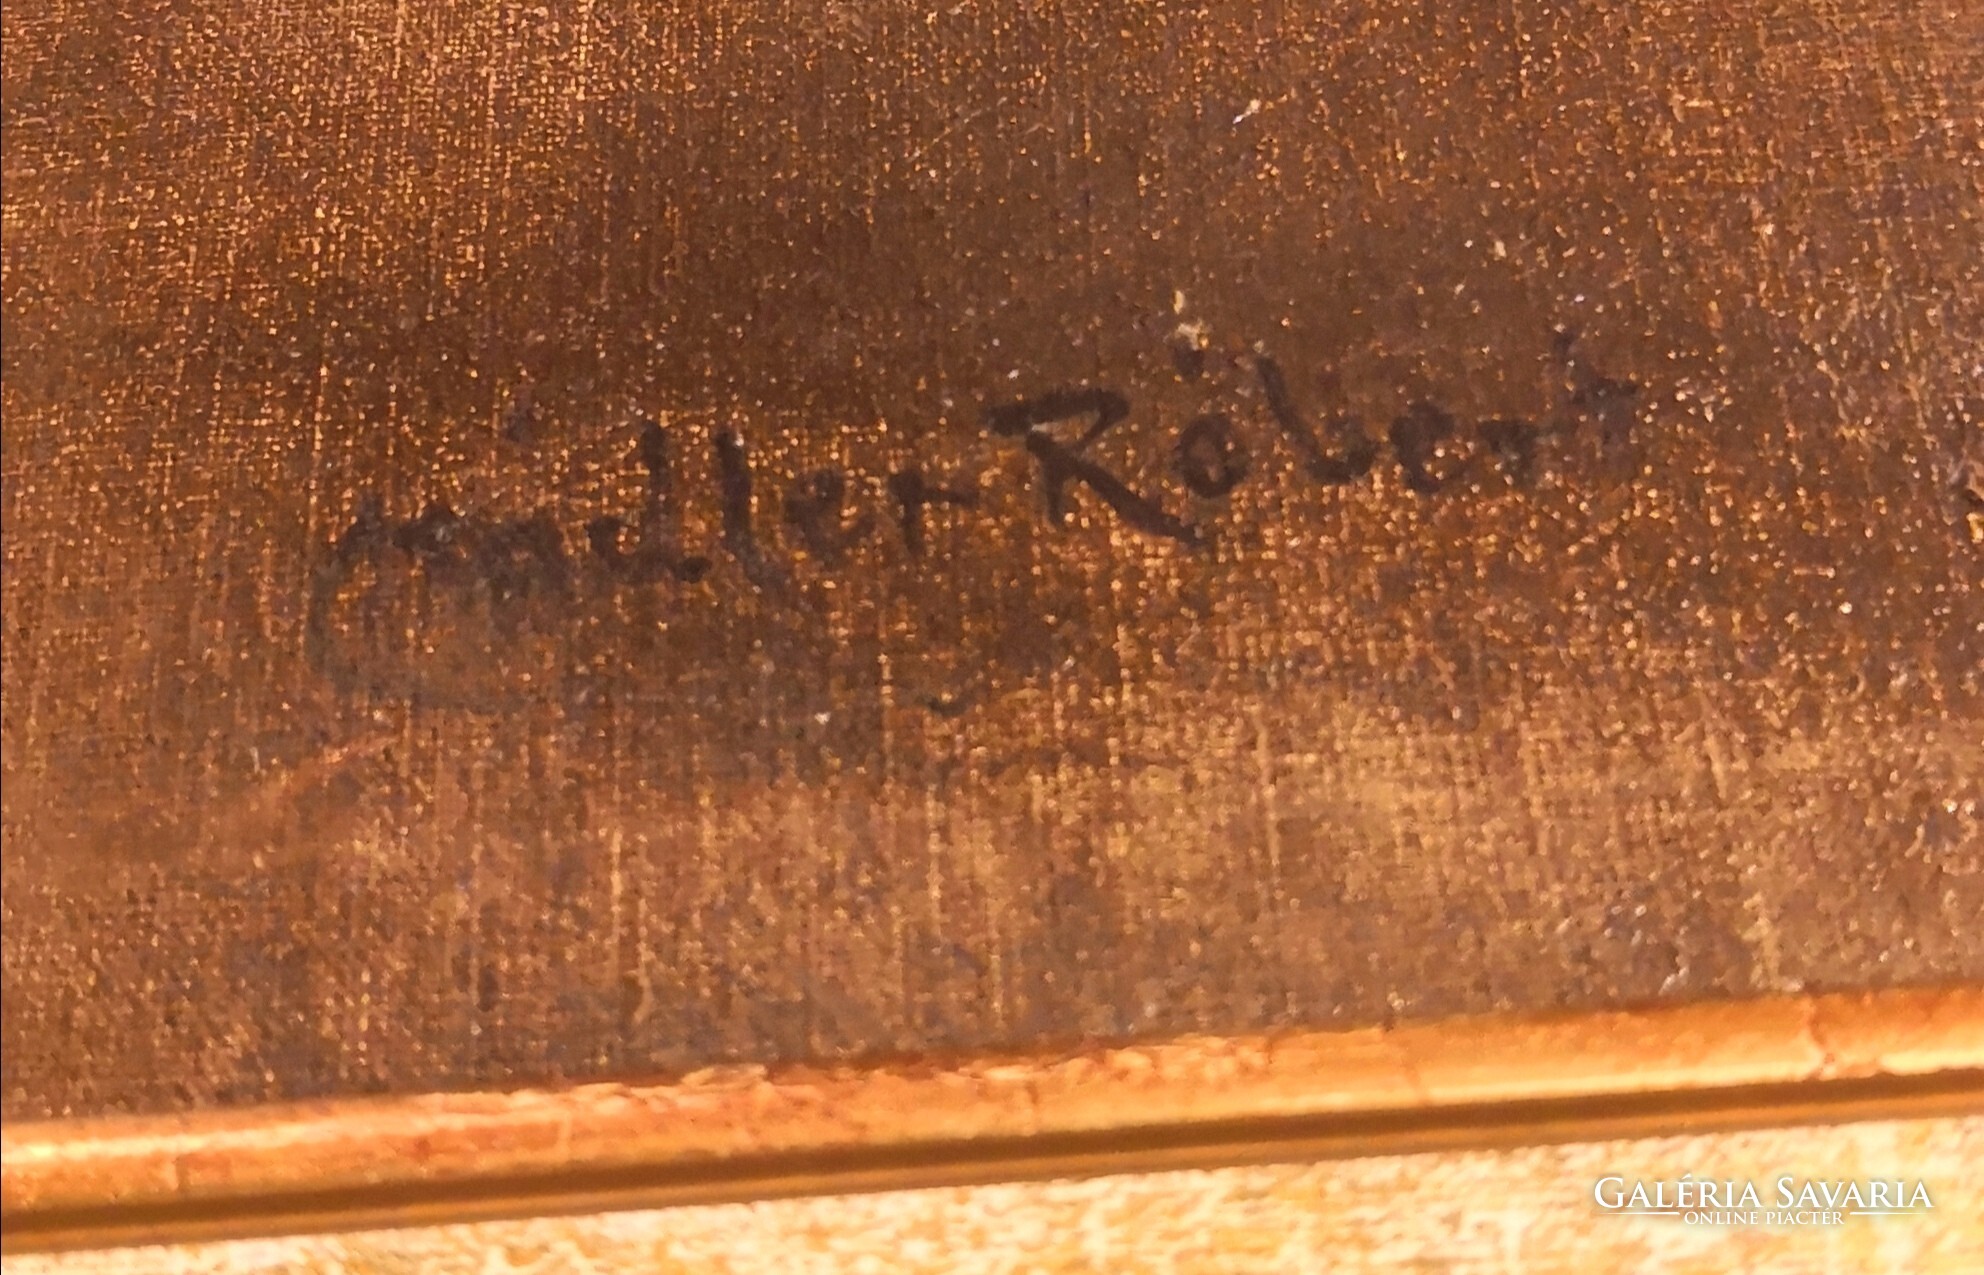 Müller Róbert
GALÉRIA SAVARIA
ONLINE PIACTÉR